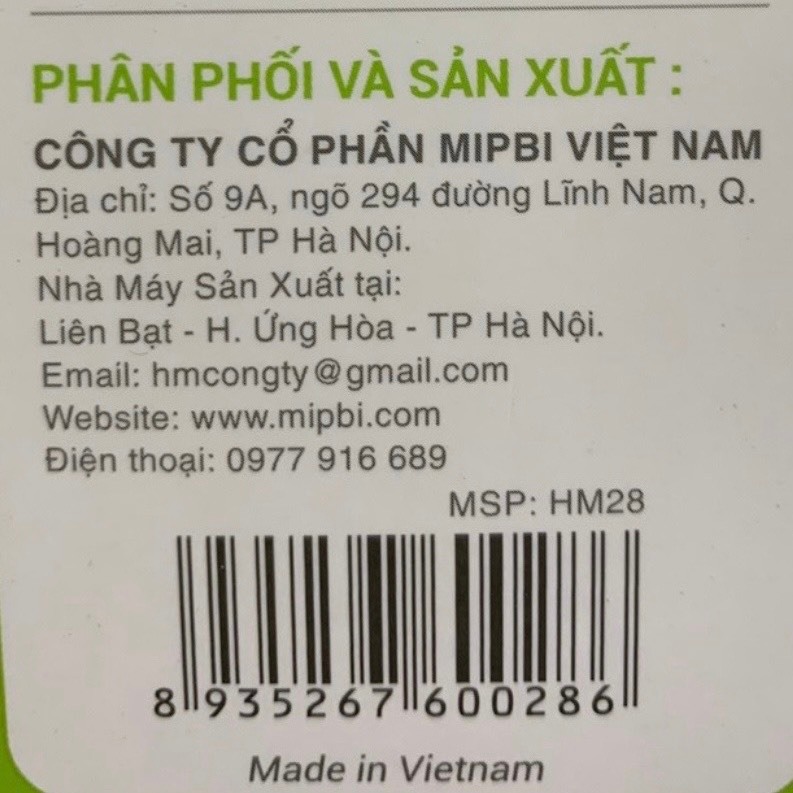 PHÂN PHỐI VÀ SẢN XUẤT :
CÔNG TY CỔ PHẦN MIPBI VIỆT NAM
Địa chỉ: Số 9A, ngõ 294 đường Lĩnh Nam, Q.
Hoàng Mai, TP Hà Nội.
Nhà Máy Sản Xuất tại:
Liên Bạt - H. Ứng Hòa - TP Hà Nội.
Email: hmcongty@gmail.com
Website: www.mipbi.com
Điện thoại: 0977 916 689
MSP: HM28
8 935267 600286
Made in Vietnam